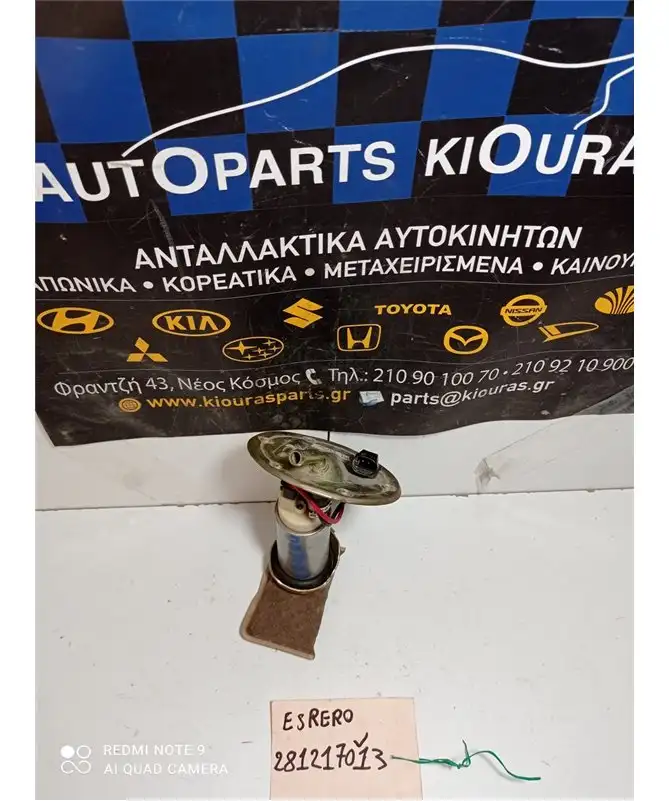 AUTOPARTS KIOURA
ΑΝΤΑΛΛΑΚΤΙΚΑ ΑΥΤΟΚΙΝΗΤΩΝ
ΑΠΩΝΙΚΑ • ΚΟΡΕΑΤΙΚΑ • ΜΕΤΑΧΕΙΡΙΣΜΕΝΑ • ΚΑΙΝΟΥ
KIA
TOYOTA
NISSAN
Φραντζή 43, Νέος Κόσμος Τηλ.: 210 90 100 70 • 210 92 10 900
www.kiourasparts.gr parts@kiouras.gr
ESRERO
281217013
REDMI NOTE 9
AI QUAD CAMERA